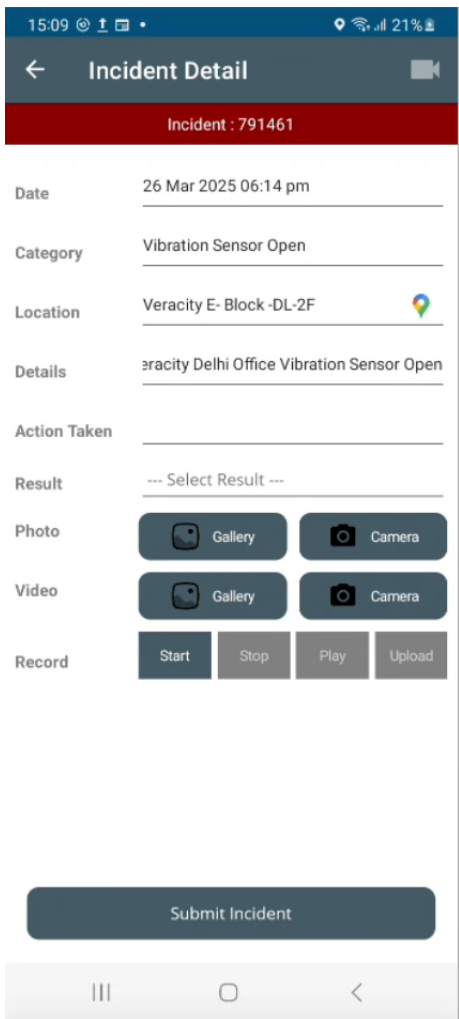 15:09 21%
Incident Detail
Incident : 791461
Date 26 Mar 2025 06:14 pm
Category Vibration Sensor Open
Location Veracity E- Block -DL-2F
Details eracity Delhi Office Vibration Sensor Open
Action Taken
Result --- Select Result ---
Photo Gallery Camera
Video Gallery Camera
Record Start Stop Play Upload
Submit Incident